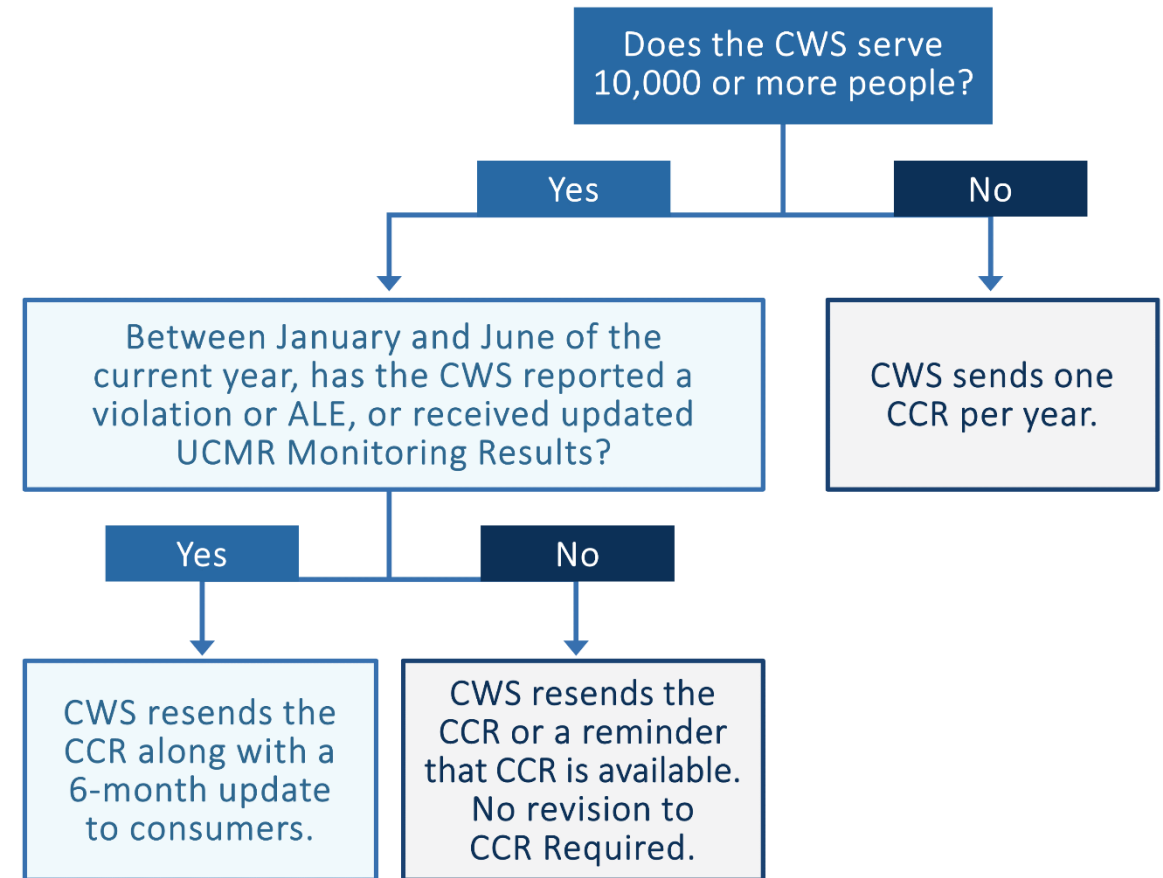 Does the CWS serve
10,000 or more people?
Yes
No
Between January and June of the
current year, has the CWS reported a
violation or ALE, or received updated
UCMR Monitoring Results?
CWS sends one
CCR per year.
Yes
No
CWS resends the
CCR along with a
6-month update
to consumers.
CWS resends the
CCR or a reminder
that CCR is available.
No revision to
CCR Required.